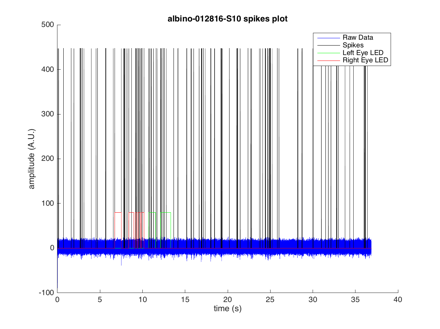 albino-012816-S10 spikes plot
Raw Data
Spikes
Left Eye LED
Right Eye LED
500
400
300
200
100
0
-100
amplitude (A.U.)
0 5 10 15 20 25 30 35 40
time (s)